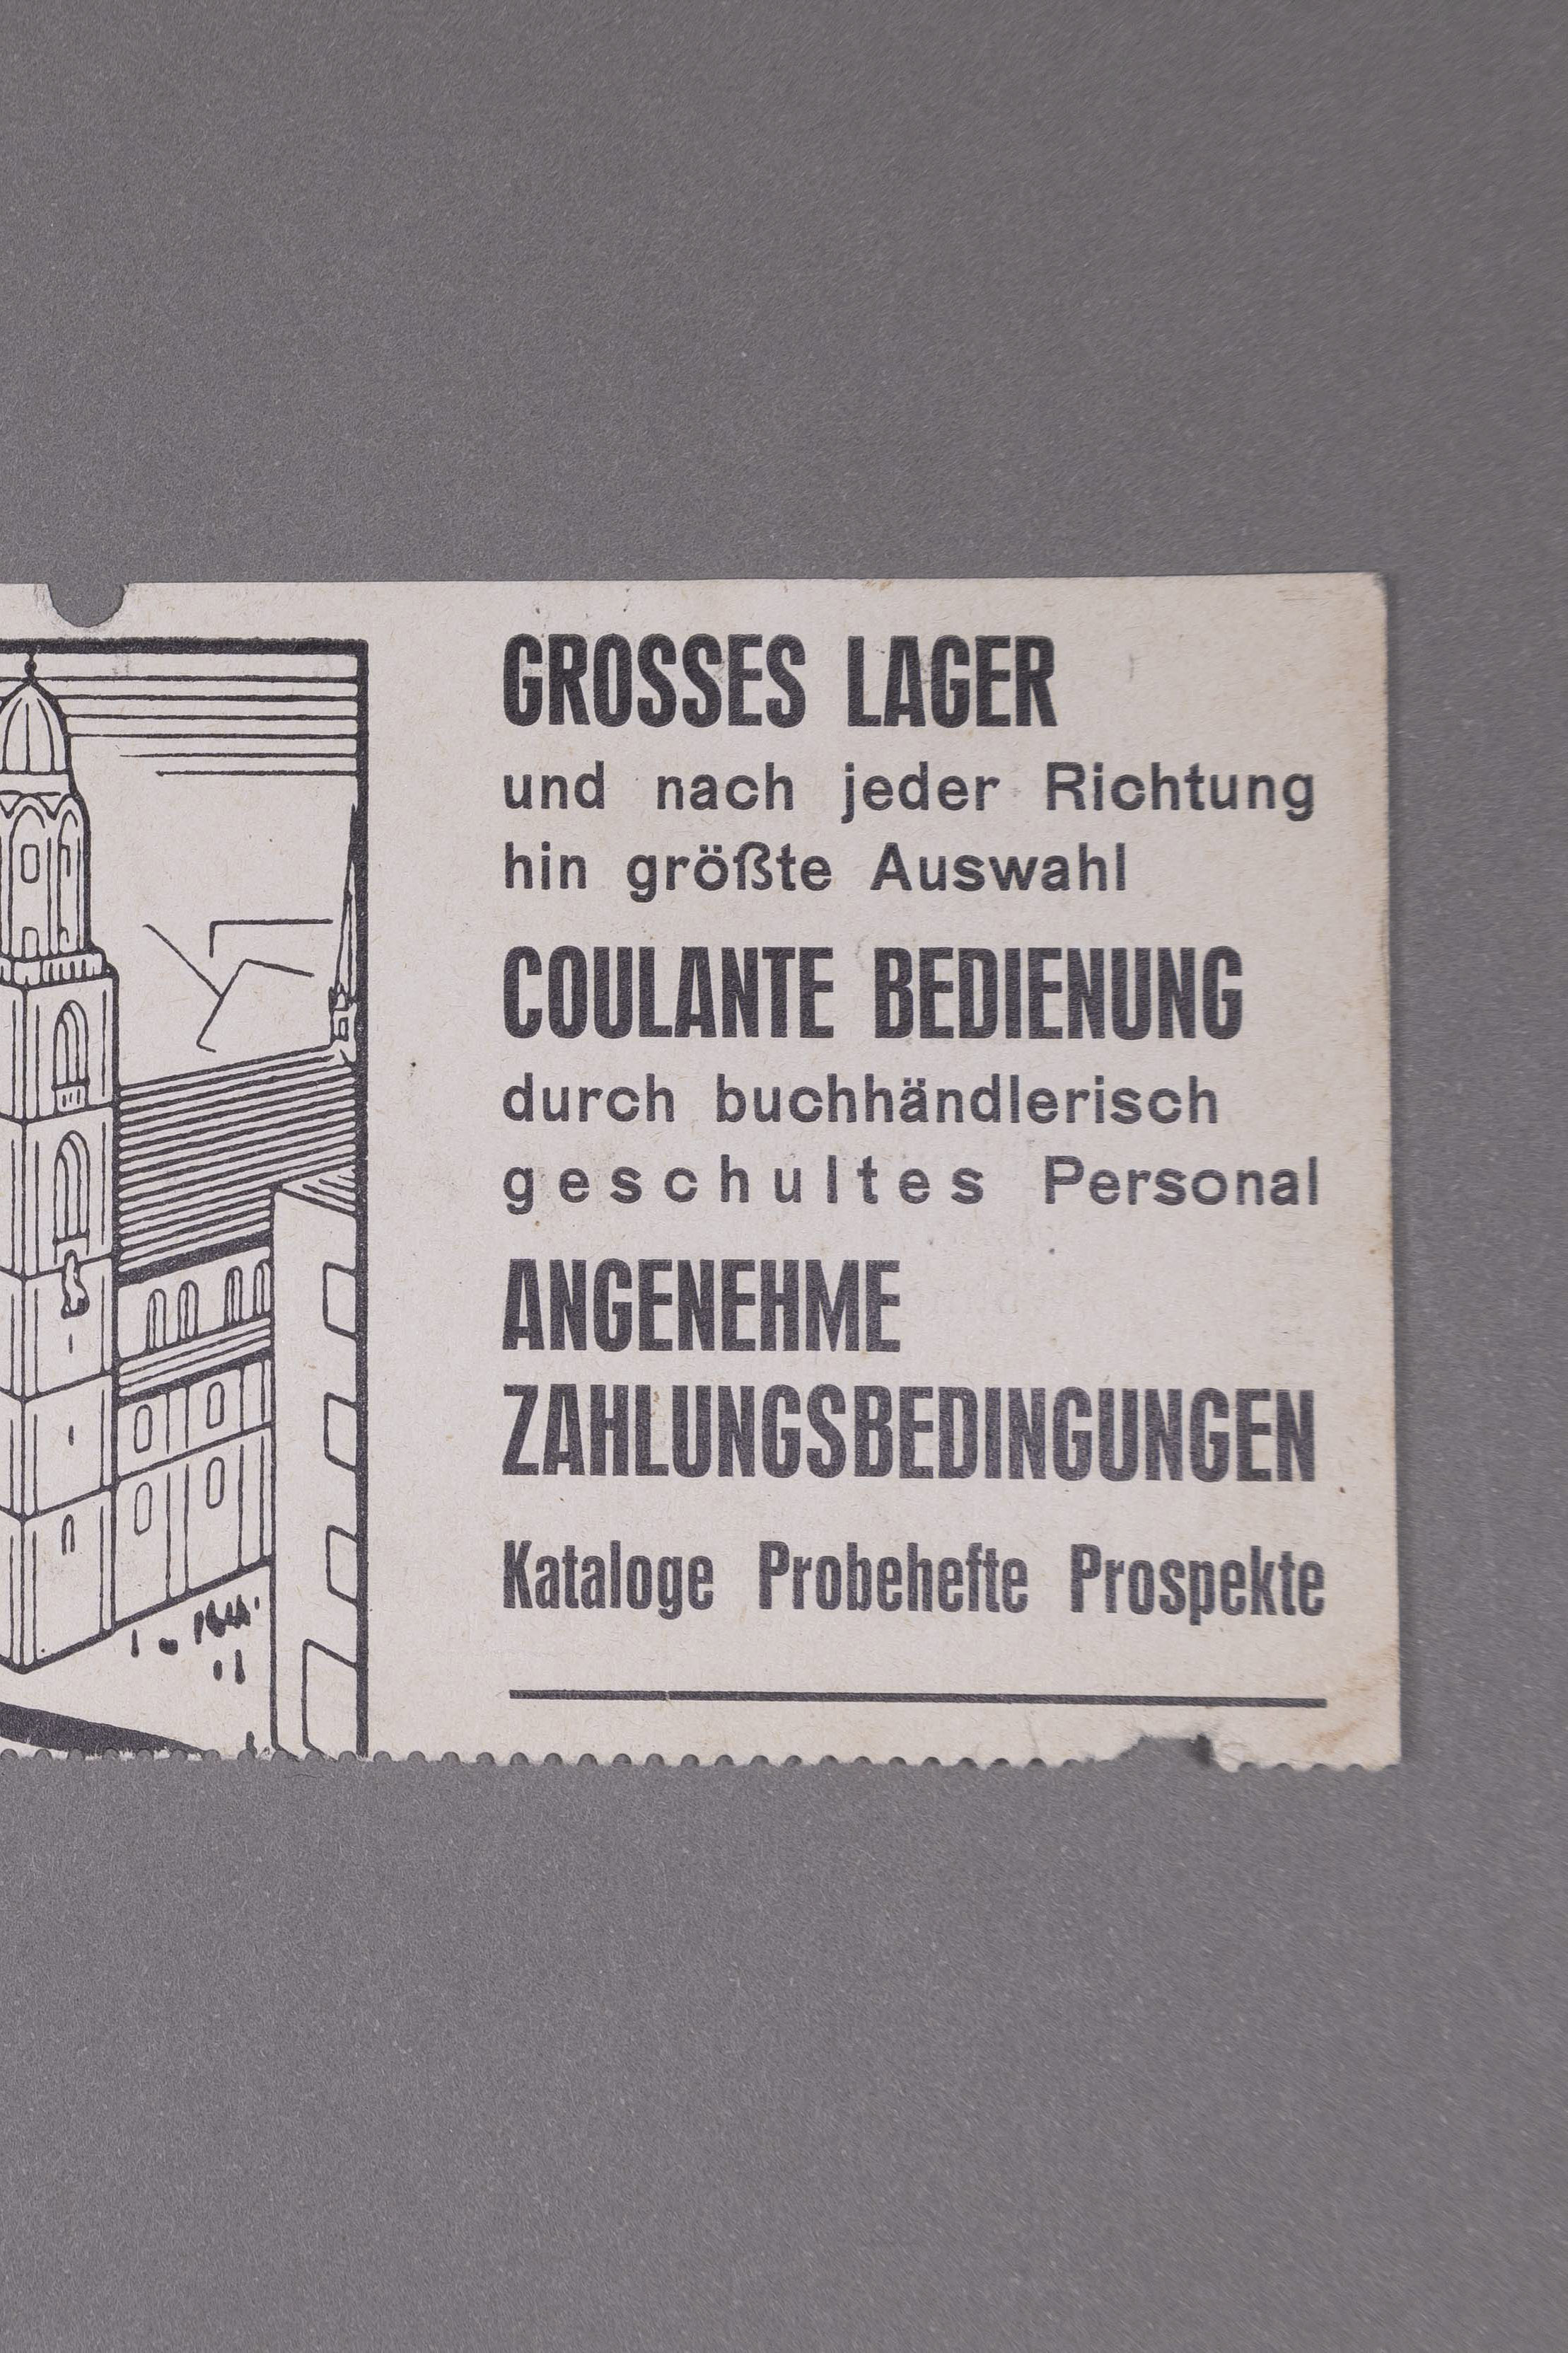 GROSSES LAGER
und nach jeder Richtung
hin größte Auswahl
COULANTE BEDIENUNG
durch buchhändlerisch
geschultes Personal
ANGENEHME
ZAHLUNGSBEDINGUNGEN
Kataloge Probehefte Prospekte